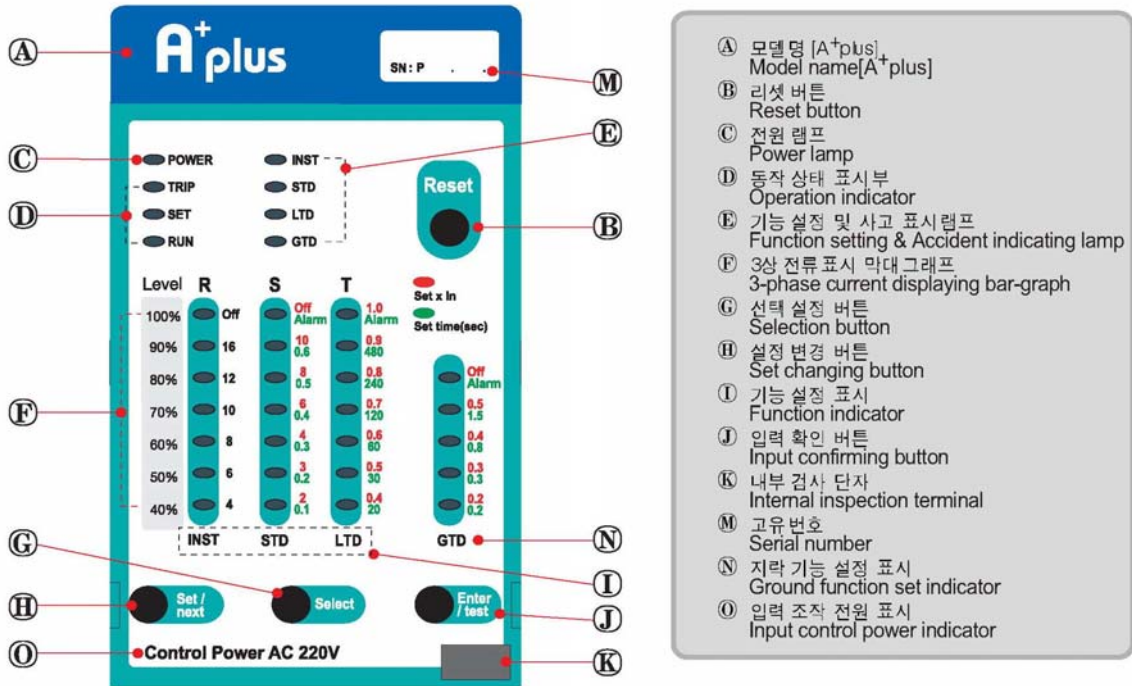 A+plus
SN : P . .
POWER INST
TRIP STD
SET LTD
RUN GTD
Reset
Level R S T
Set x In
Set time(sec)
100% Off Off Alarm 1.0 Alarm
90% 16 10 0.6 0.9 480
80% 12 8 0.5 0.8 240 Off Alarm
70% 10 6 0.4 0.7 120 0.5 1.5
60% 8 4 0.3 0.6 60 0.4 0.8
50% 6 3 0.2 0.5 30 0.3 0.3
40% 4 2 0.1 0.4 20 0.2 0.2
INST STD LTD GTD
Set / next
Select
Enter / test
Control Power AC 220V
Ⓐ
Ⓜ
Ⓔ
Ⓒ
Ⓓ
Ⓑ
Ⓕ
Ⓖ
Ⓝ
Ⓘ
Ⓗ
Ⓙ
Ⓞ
Ⓚ
Ⓐ 모델명 [A+plus]
Model name[A+plus]
Ⓑ 리셋 버튼
Reset button
Ⓒ 전원 램프
Power lamp
Ⓓ 동작 상태 표시부
Operation indicator
Ⓔ 기능 설정 및 사고 표시램프
Function setting & Accident indicating lamp
Ⓕ 3상 전류표시 막대그래프
3-phase current displaying bar-graph
Ⓖ 선택 설정 버튼
Selection button
Ⓗ 설정 변경 버튼
Set changing button
Ⓘ 기능 설정 표시
Function indicator
Ⓙ 입력 확인 버튼
Input confirming button
Ⓚ 내부 검사 단자
Internal inspection terminal
Ⓜ 고유번호
Serial number
Ⓝ 지락 기능 설정 표시
Ground function set indicator
Ⓞ 입력 조작 전원 표시
Input control power indicator